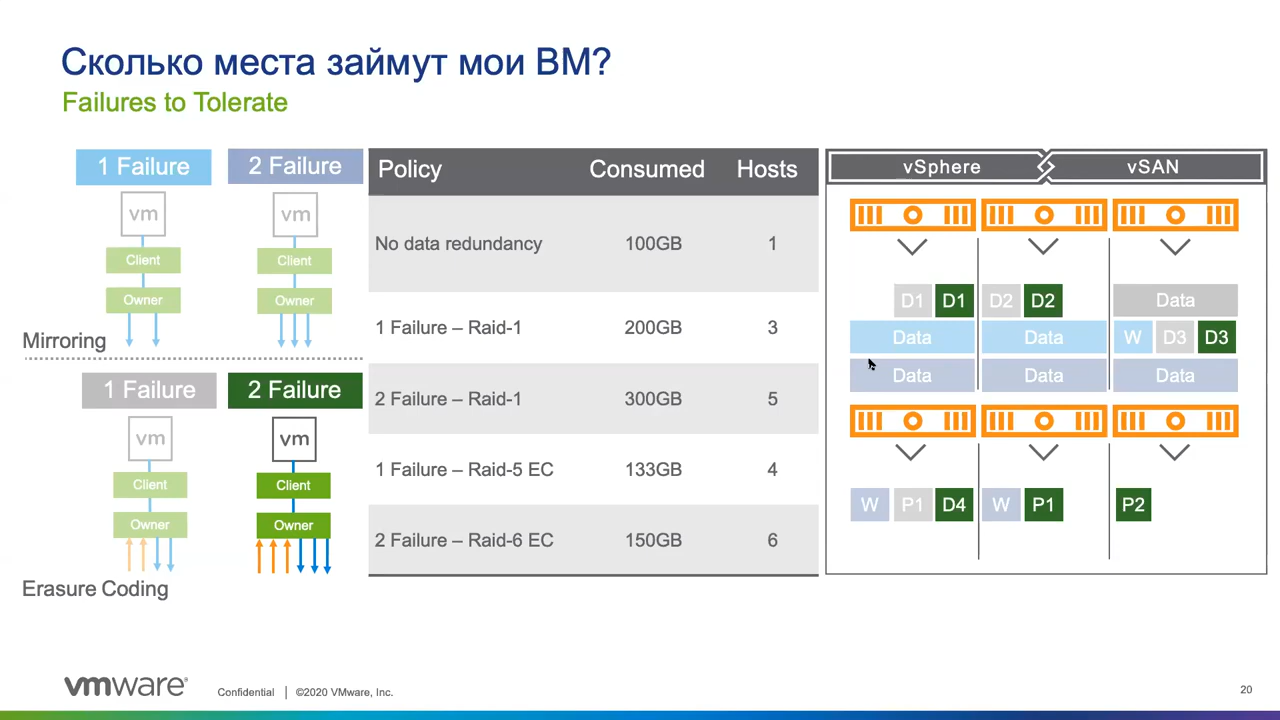 Сколько места займут мои ВМ?
Failures to Tolerate
1 Failure
2 Failure
vm
vm
Client
Client
Owner
Owner
Mirroring
1 Failure
2 Failure
vm
vm
Client
Client
Owner
Owner
Erasure Coding
Policy Consumed Hosts
No data redundancy 100GB 1
1 Failure – Raid-1 200GB 3
2 Failure – Raid-1 300GB 5
1 Failure – Raid-5 EC 133GB 4
2 Failure – Raid-6 EC 150GB 6
vSphere vSAN
D1 D1 D2 D2 Data
Data Data W D3 D3
Data Data Data
W P1 D4 W P1 P2
vmware Confidential ©2020 VMware, Inc. 20